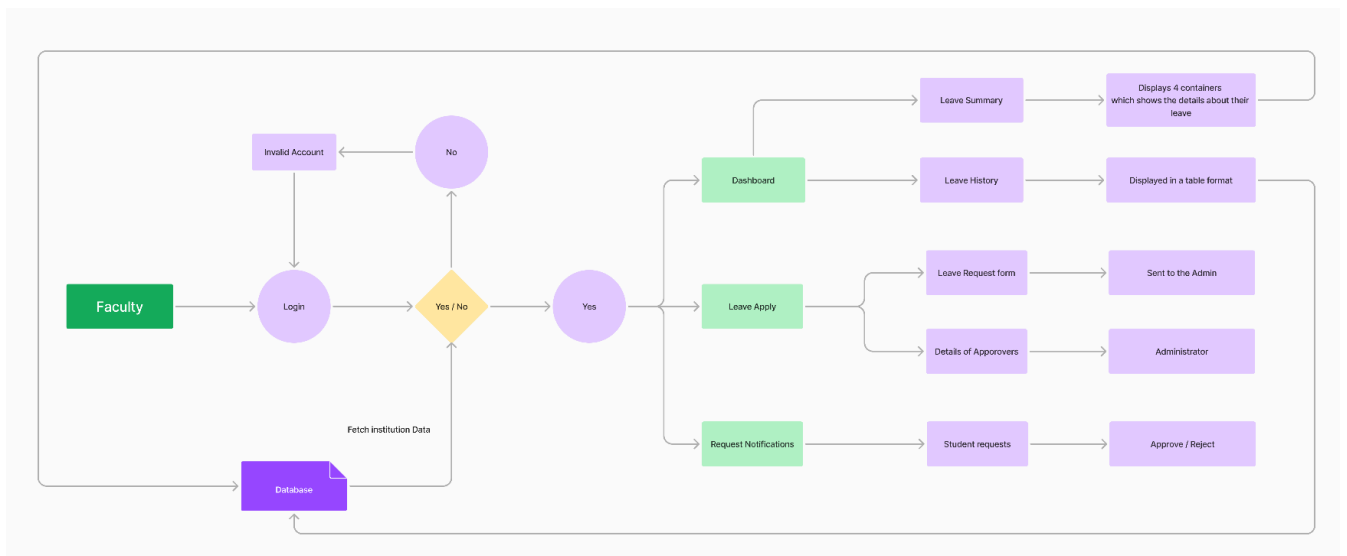 Displays 4 containers
which shows the details about their
leave
Leave Summary
Invalid Account
No
Dashboard
Leave History
Displayed in a table format
Leave Request form
Sent to the Admin
Faculty
Login
Yes / No
Yes
Leave Apply
Details of Apporovers
Administrator
Fetch institution Data
Request Notifications
Student requests
Approve / Reject
Database